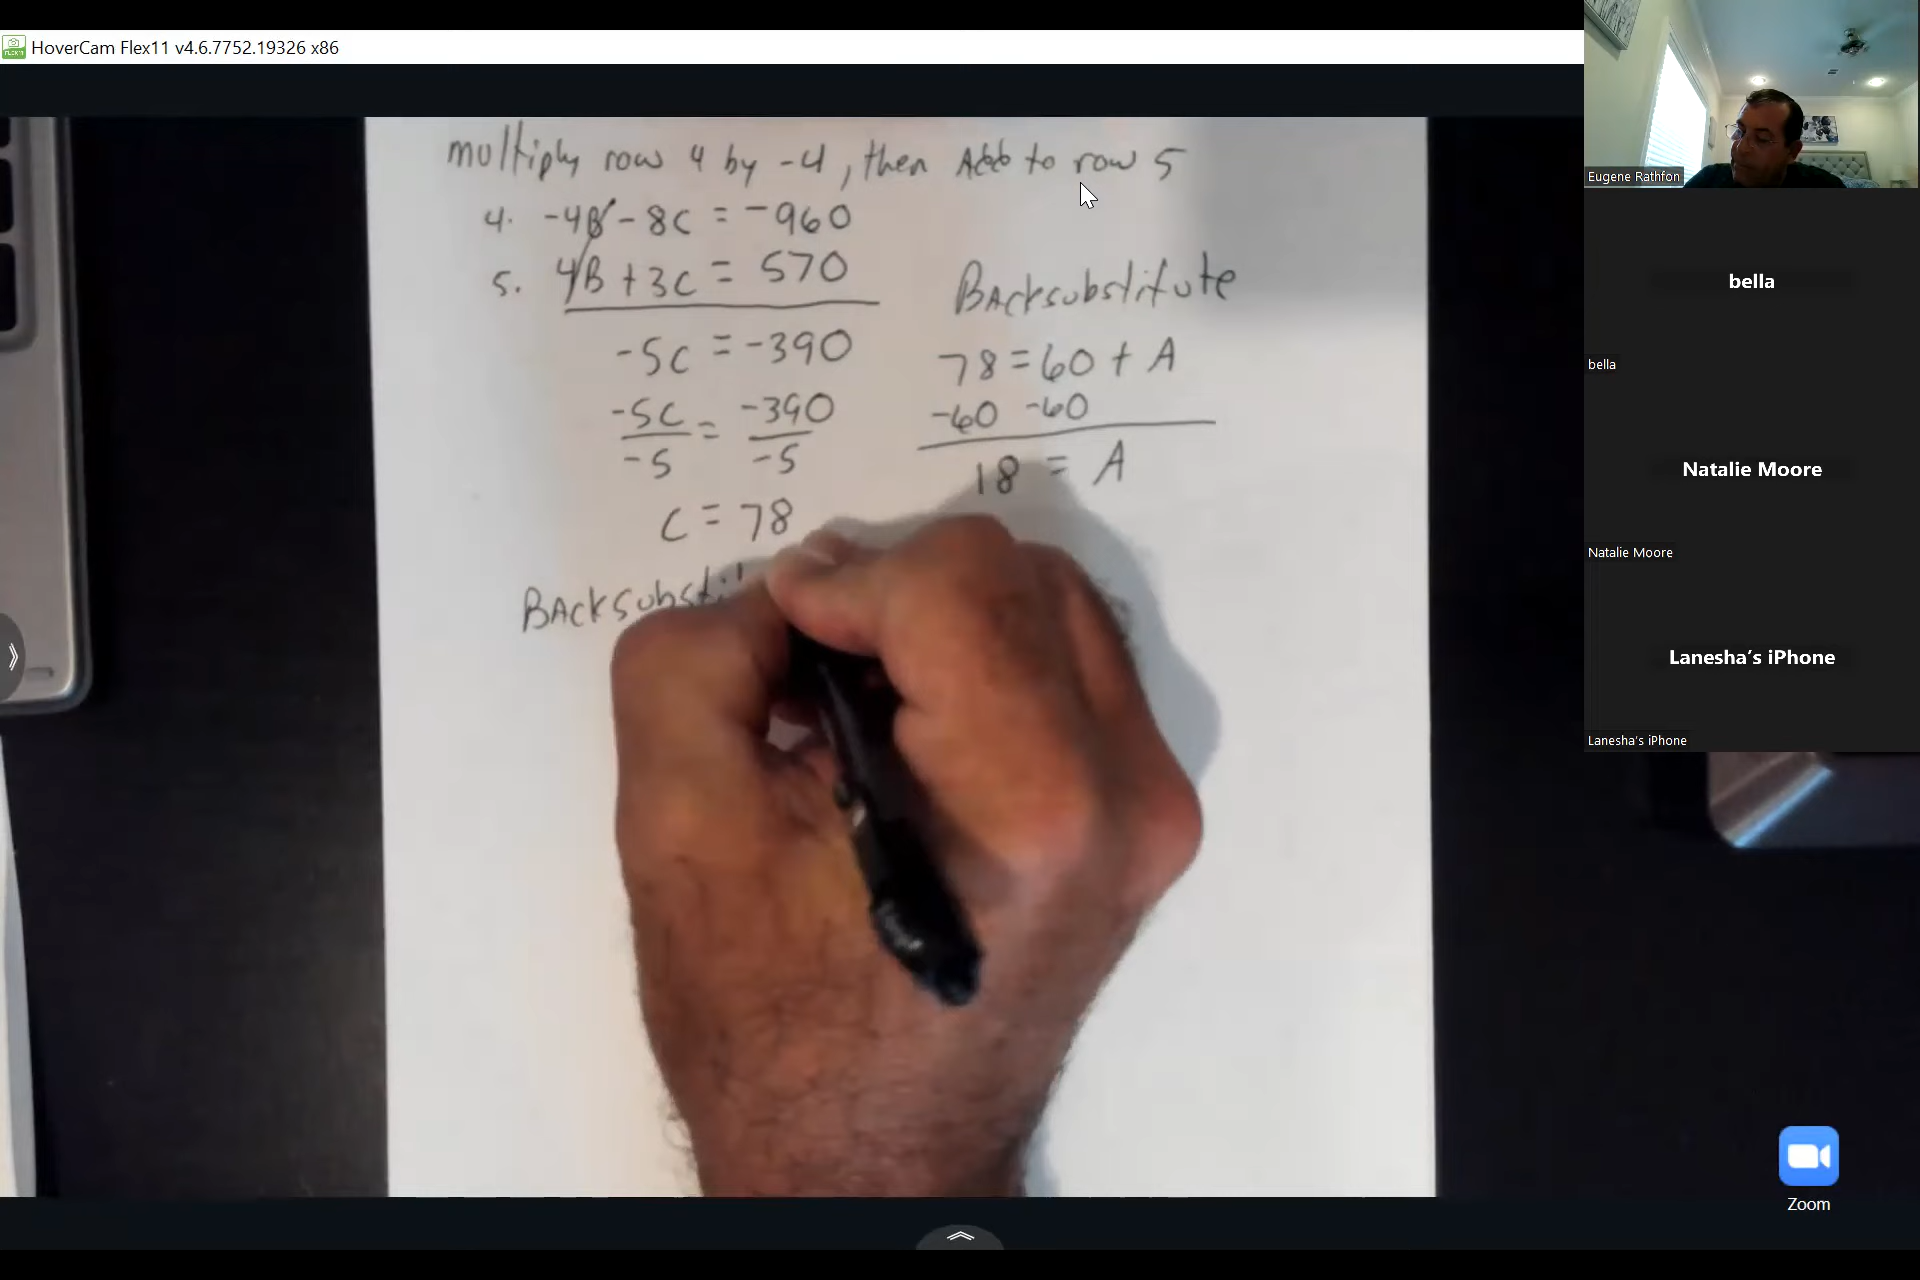 HoverCam Flex11 v4.6.7752.19326 x86
multiply row 4 by -4, then Add to row 5
4. -4B - 8C = -960
5. 4B + 3C = 570
-5C = -390
-5C = -390
-5 -5
C = 78
Backsubstit
Backsubstitute
78 = 60 + A
-60 -60
18 = A
Eugene Rathfon
bella
bella
Natalie Moore
Natalie Moore
Lanesha's iPhone
Lanesha's iPhone
Zoom